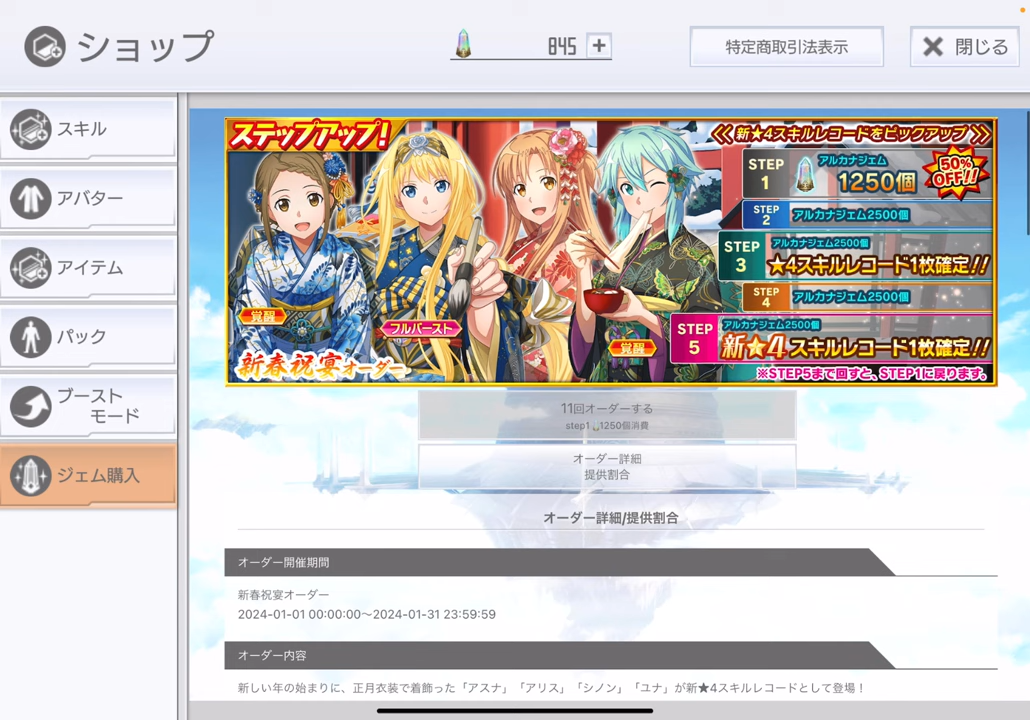 ショップ
845
特定商取引法表示
閉じる
スキル
アバター
アイテム
パック
ブースト
モード
ジェム購入
ステップアップ!
≪新★4スキルレコードをピックアップ≫
STEP 1
アルカナジェム
1250個
50% OFF!!
STEP 2
アルカナジェム2500個
STEP 3
アルカナジェム2500個
★4スキルレコード1枚確定!!
STEP 4
アルカナジェム2500個
STEP 5
アルカナジェム2500個
新★4スキルレコード1枚確定!!
※STEP5まで回すと、STEP1に戻ります。
覚醒
フルバースト
覚醒
新春祝宴オーダー
11回オーダーする
step1 1250個消費
オーダー詳細
提供割合
オーダー詳細/提供割合
オーダー開催期間
新春祝宴オーダー
2024-01-01 00:00:00～2024-01-31 23:59:59
オーダー内容
新しい年の始まりに、正月衣装で着飾った「アスナ」「アリス」「シノン」「ユナ」が新★4スキルレコードとして登場！